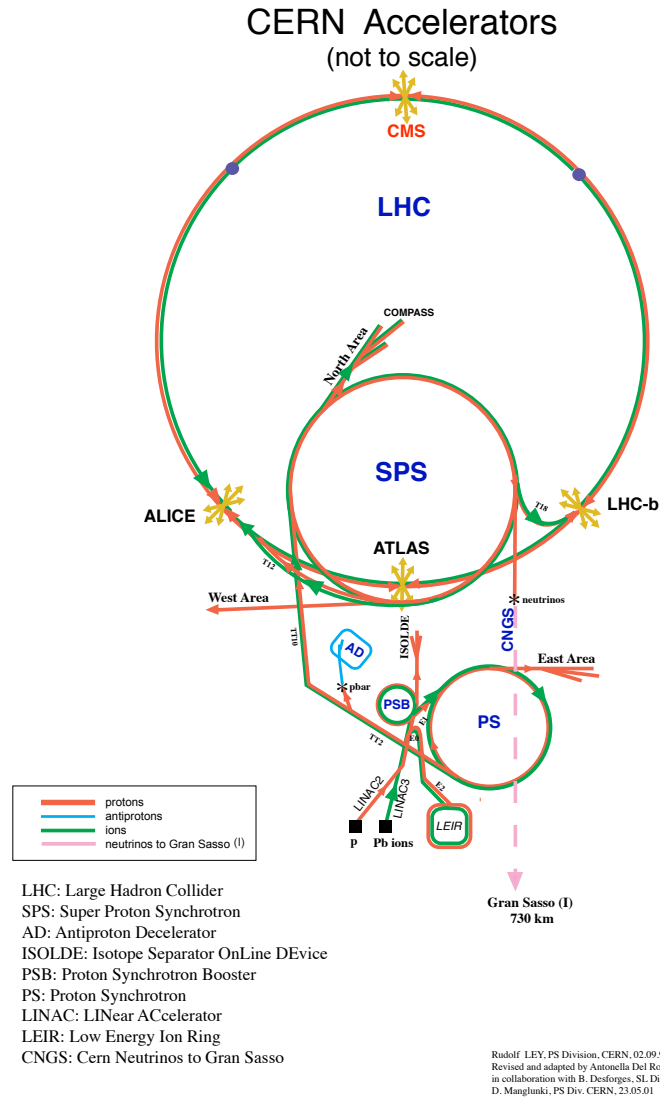 CERN Accelerators
(not to scale)
CMS
LHC
COMPASS
North Area
SPS
ALICE
T18
LHC-b
ATLAS
T12
West Area
neutrinos
TT10
ISOLDE
CNGS
AD
East Area
pbar
PSB
E1
PS
TT2
E0
LINAC2
LINAC3
E2
LEIR
p
Pb ions
protons
antiprotons
ions
neutrinos to Gran Sasso (I)
Gran Sasso (I)
730 km
LHC: Large Hadron Collider
SPS: Super Proton Synchrotron
AD: Antiproton Decelerator
ISOLDE: Isotope Separator OnLine DEvice
PSB: Proton Synchrotron Booster
PS: Proton Synchrotron
LINAC: LINear ACcelerator
LEIR: Low Energy Ion Ring
CNGS: Cern Neutrinos to Gran Sasso
Rudolf LEY, PS Division, CERN, 02.09.
Revised and adapted by Antonella Del Ro
in collaboration with B. Desforges, SL Di
D. Manglunki, PS Div. CERN, 23.05.01